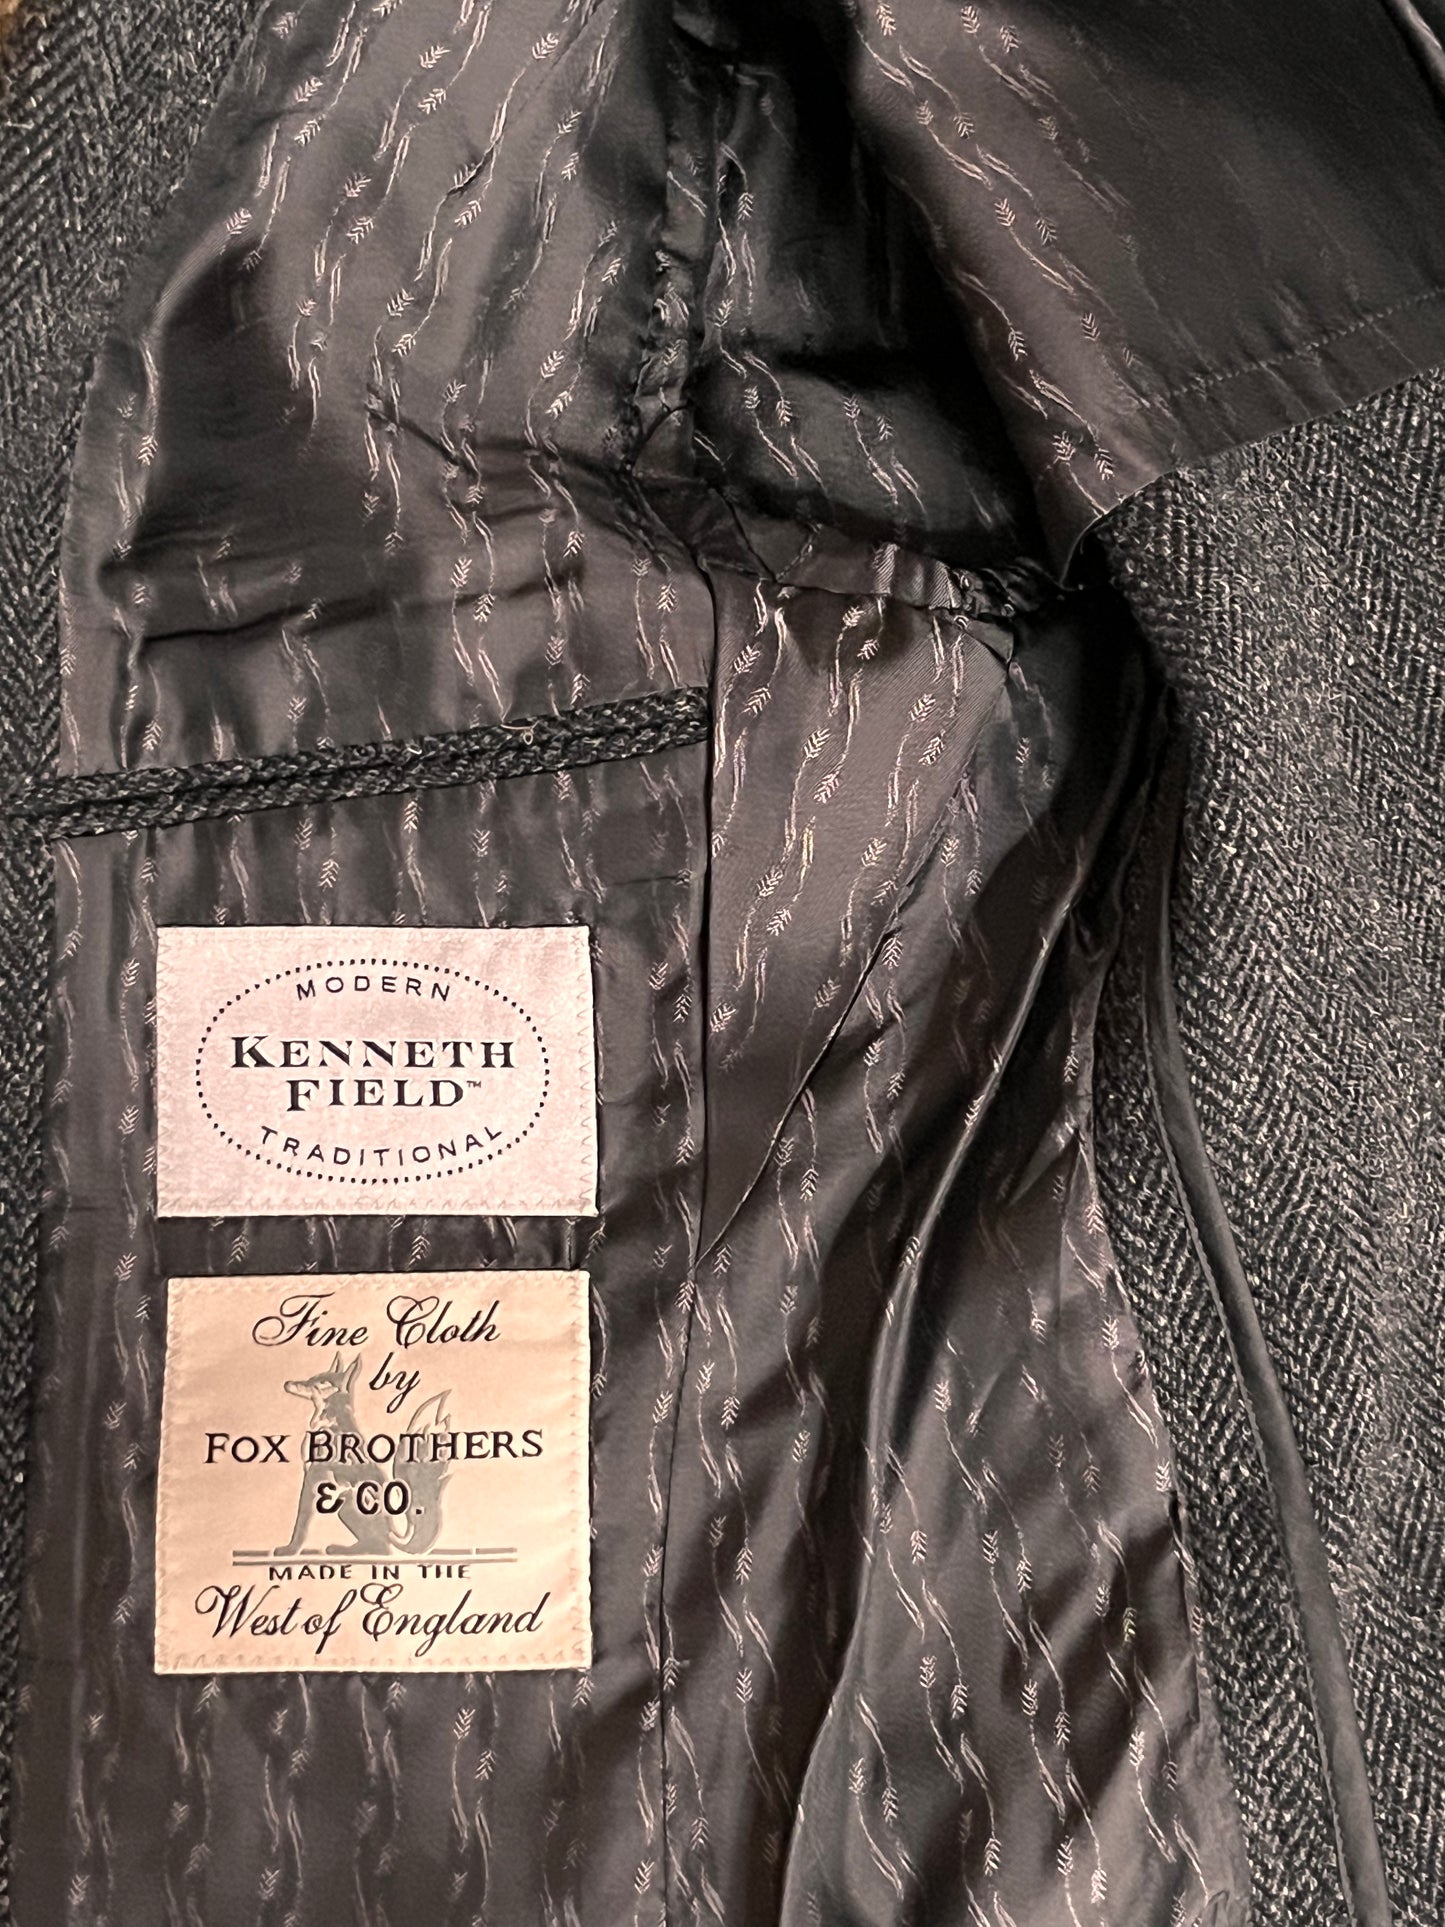 MODERN
KENNETH
FIELD™
TRADITIONAL
Fine Cloth
by
FOX BROTHERS
& CO.
MADE IN THE
West of England